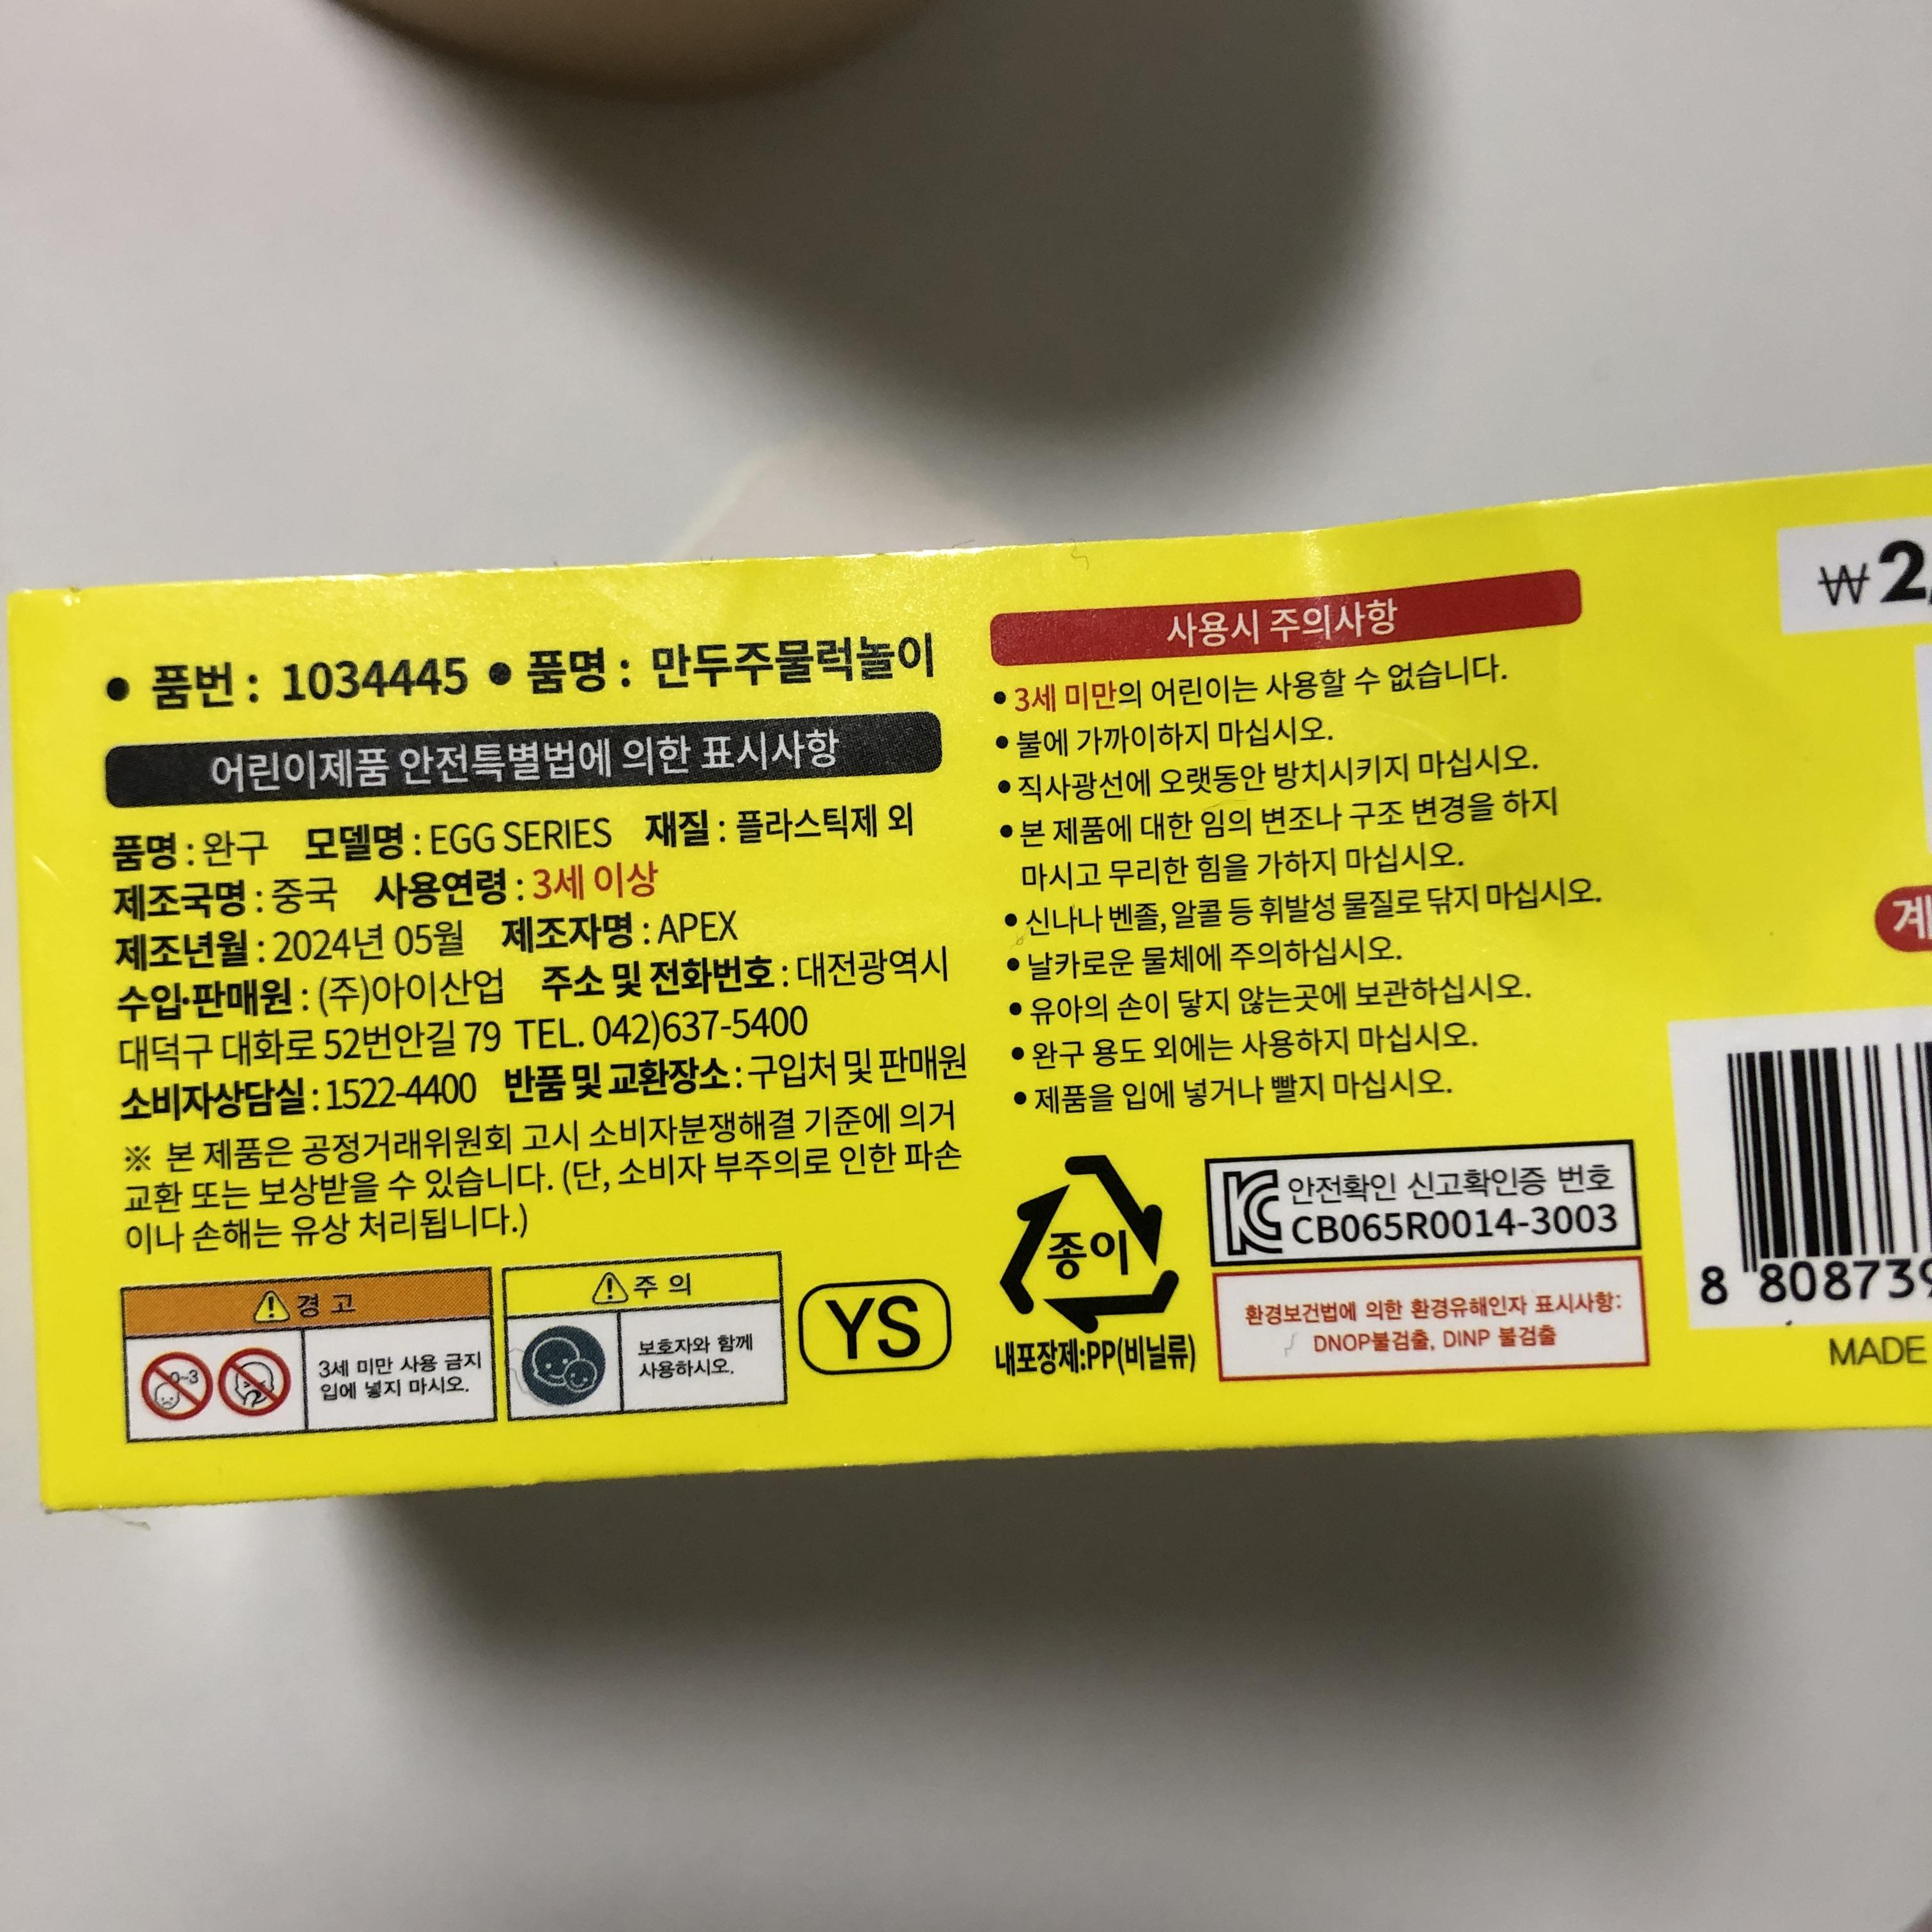 • 품번 : 1034445 • 품명 : 만두주물럭놀이
어린이제품 안전특별법에 의한 표시사항
품명 : 완구 모델명 : EGG SERIES 재질 : 플라스틱제 외
제조국명 : 중국 사용연령 : 3세 이상
제조년월 : 2024년 05월 제조자명 : APEX
수입·판매원 : (주)아이산업 주소 및 전화번호 : 대전광역시
대덕구 대화로 52번안길 79 TEL. 042)637-5400
소비자상담실 : 1522-4400 반품 및 교환장소 : 구입처 및 판매원
※ 본 제품은 공정거래위원회 고시 소비자분쟁해결 기준에 의거
교환 또는 보상받을 수 있습니다. (단, 소비자 부주의로 인한 파손
이나 손해는 유상 처리됩니다.)
경 고
0~3
3세 미만 사용 금지
입에 넣지 마시오.
주 의
보호자와 함께
사용하시오.
YS
사용시 주의사항
• 3세 미만의 어린이는 사용할 수 없습니다.
• 불에 가까이하지 마십시오.
• 직사광선에 오랫동안 방치시키지 마십시오.
• 본 제품에 대한 임의 변조나 구조 변경을 하지
마시고 무리한 힘을 가하지 마십시오.
• 신나나 벤졸, 알콜 등 휘발성 물질로 닦지 마십시오.
• 날카로운 물체에 주의하십시오.
• 유아의 손이 닿지 않는곳에 보관하십시오.
• 완구 용도 외에는 사용하지 마십시오.
• 제품을 입에 넣거나 빨지 마십시오.
종이
내포장제:PP(비닐류)
안전확인 신고확인증 번호
CB065R0014-3003
환경보건법에 의한 환경유해인자 표시사항:
DNOP불검출, DINP 불검출
₩2,
계
8 808739
MADE